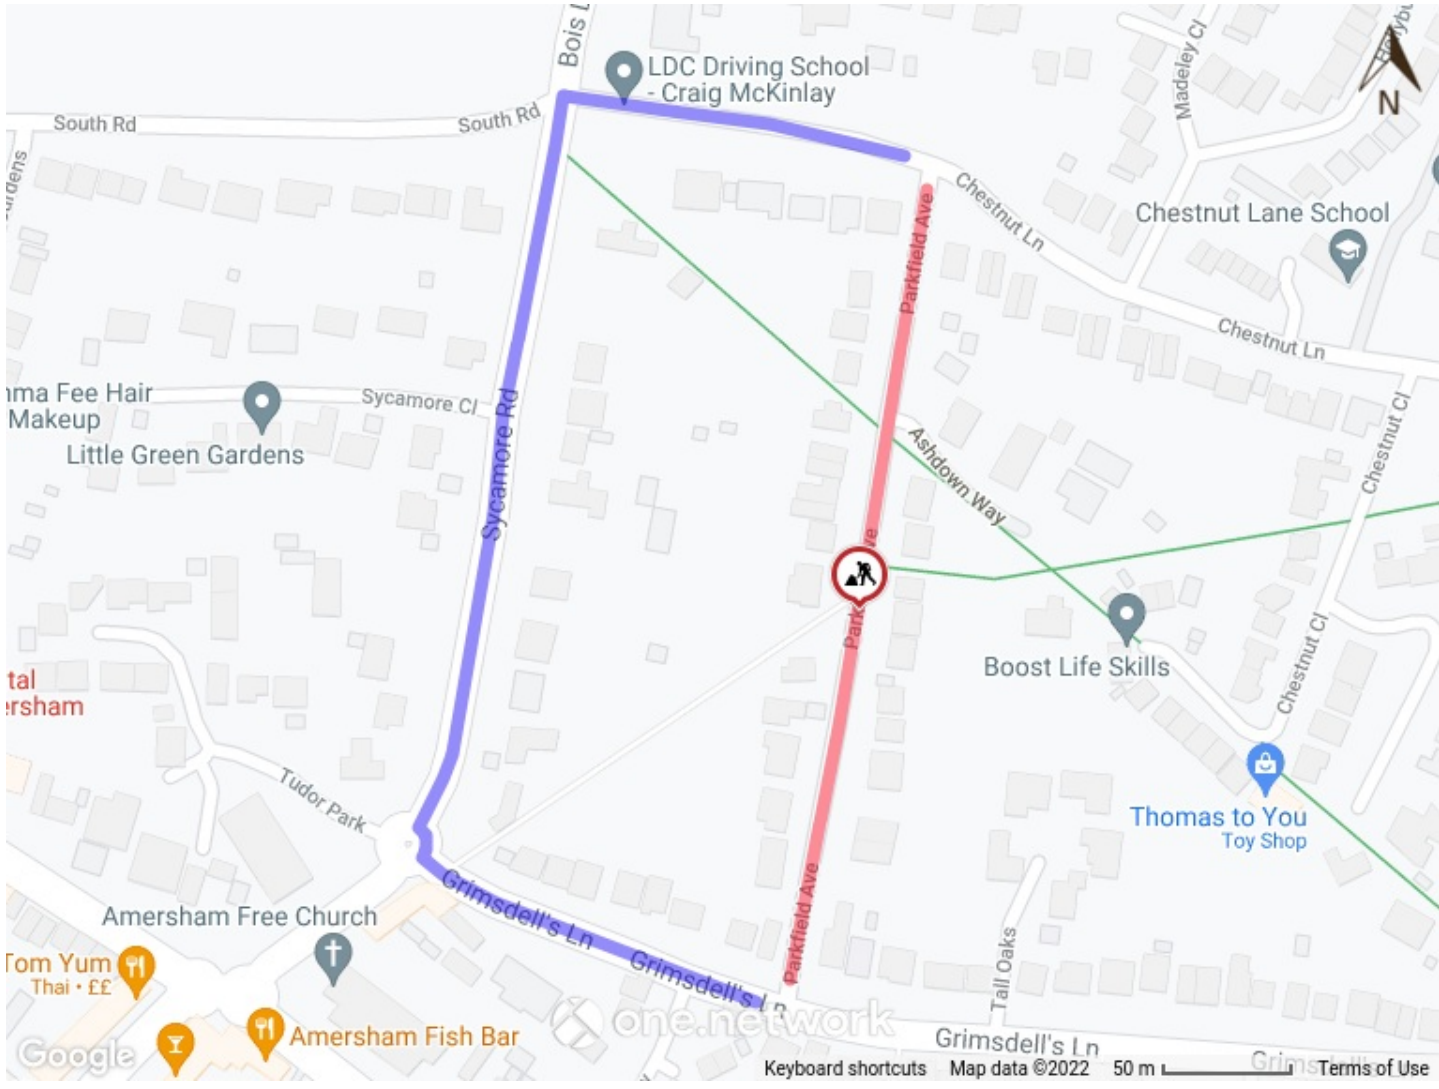 Bois L
LDC Driving School
- Craig McKinlay
Madeley Cl
N
South Rd
South Rd
Chestnut Ln
Chestnut Lane School
Parkfield Ave
Chestnut Ln
Sycamore Cl
Little Green Gardens
Makeup
Fee Hair
Sycamore Rd
Ashdown Way
Chestnut Cl
Boost Life Skills
Chestnut Cl
Tudor Park
Thomas to You
Toy Shop
Amersham Free Church
Grimsdell's Ln
Grimsdell's Ln
Parkfield Ave
Tall Oaks
Tom Yum
Thai • ££
Amersham Fish Bar
one.network
Grimsdell's Ln
Google
Keyboard shortcuts
Map data ©2022
50 m
Terms of Use